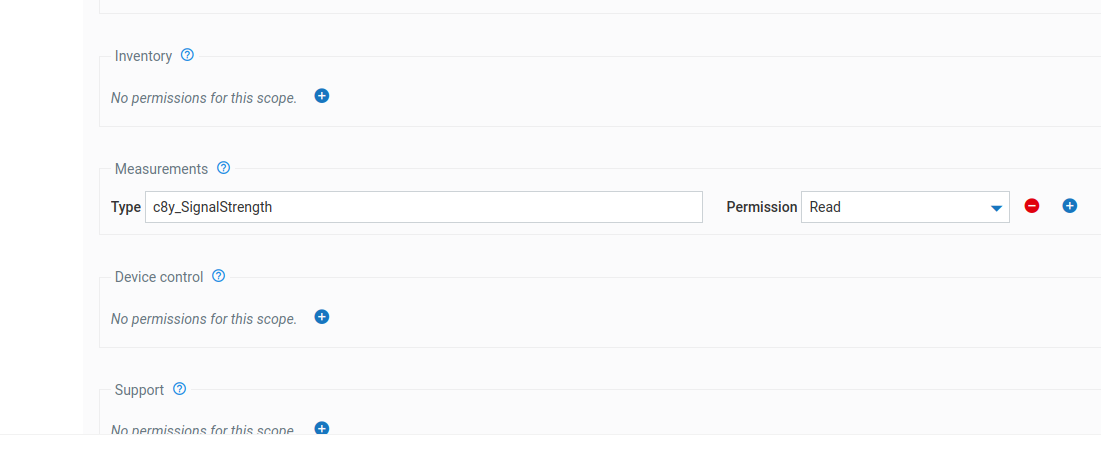 Inventory
No permissions for this scope.
Measurements
Type c8y_SignalStrength Permission Read
Device control
No permissions for this scope.
Support
No permissions for this scope.